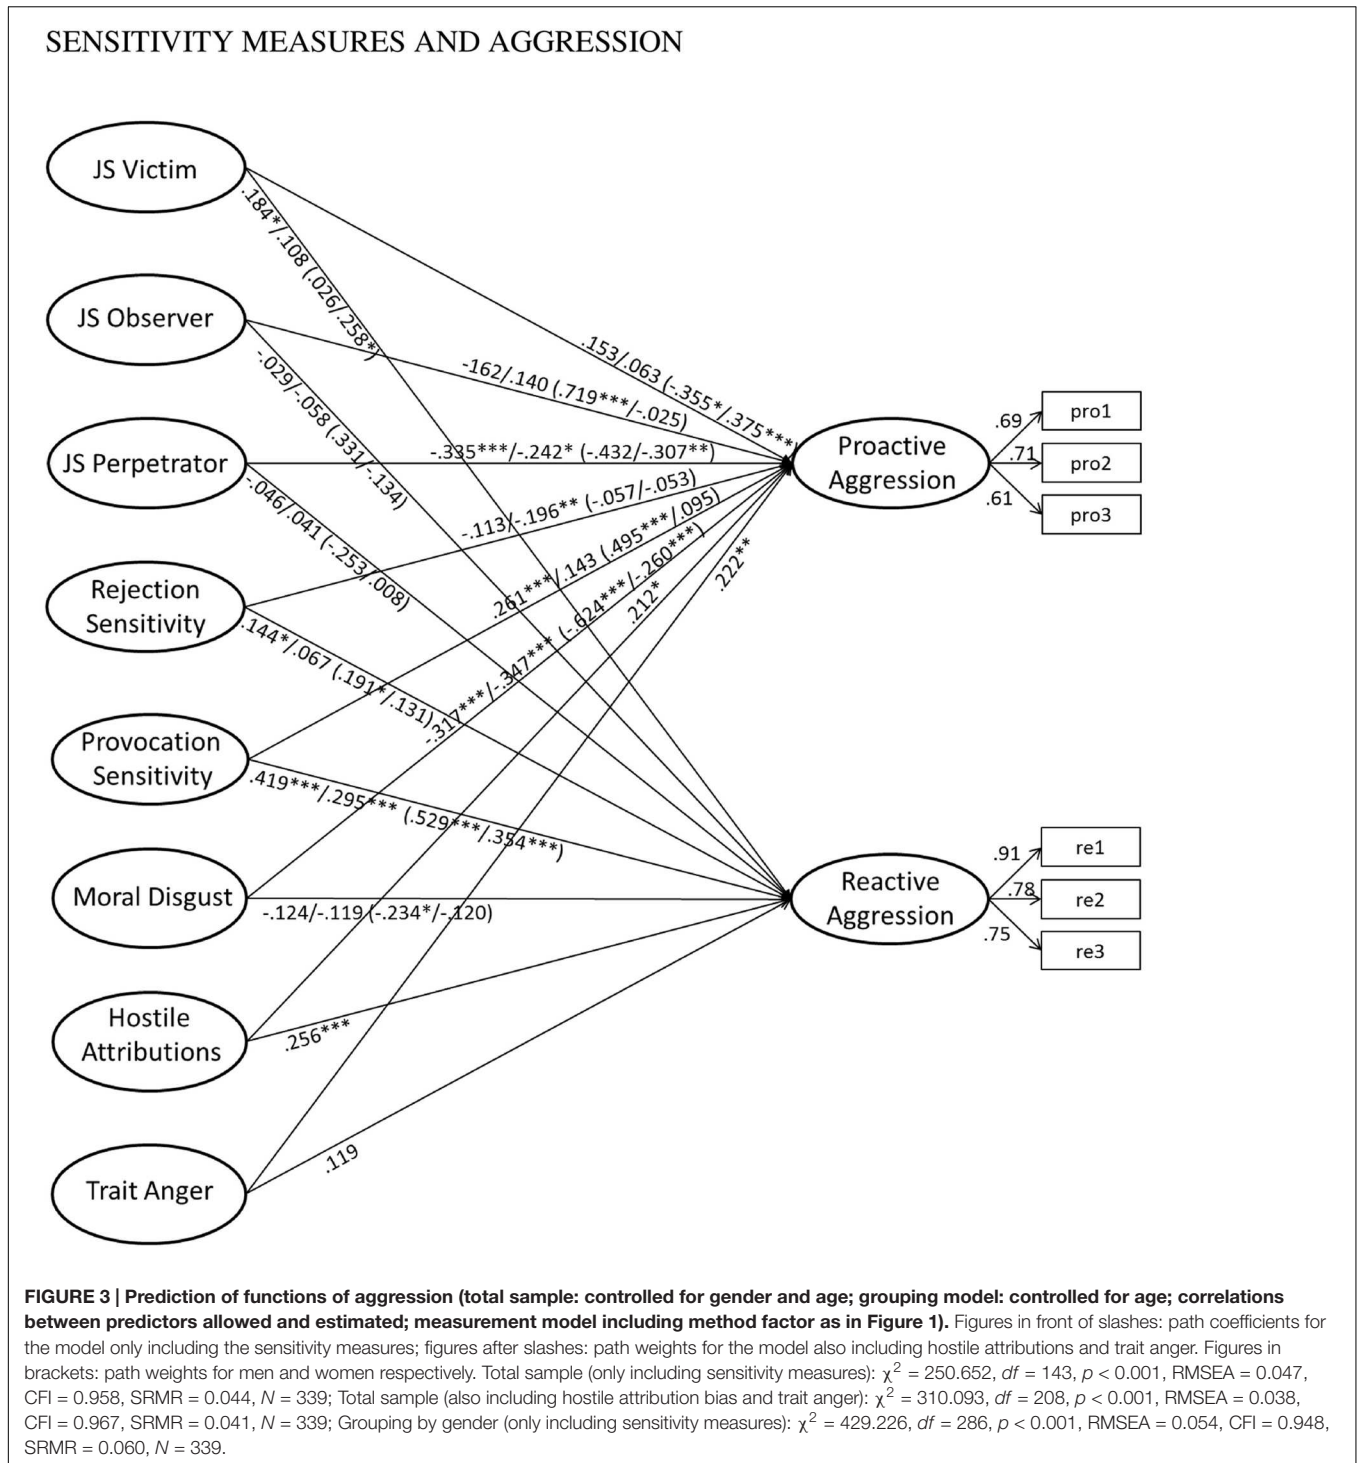 SENSITIVITY MEASURES AND AGGRESSION
JS Victim
.184*/.108 (.026/.258*)
.153/.063 (-.355*/.375***)
JS Observer
-162/.140 (.719***/-.025)
-.029/-.058 (.331/-.134)
JS Perpetrator
-.335***/-.242* (-.432/-.307**)
-.046/.041 (-.253/.008)
Rejection
Sensitivity
-.113/-.196** (-.057/-.053)
.144*/.067 (.191*/.131)
Provocation
Sensitivity
.261***/.143 (.495***/.095)
.419***/.295*** (.529***/.354***)
Moral Disgust
-.317***/-.347*** (-.624***/-.260***)
-.124/-.119 (-.234*/-.120)
Hostile
Attributions
.212*
.256***
Trait Anger
.222**
.119
Proactive
Aggression
.69
pro1
.71
pro2
.61
pro3
Reactive
Aggression
.91
re1
.78
re2
.75
re3
FIGURE 3 | Prediction of functions of aggression (total sample: controlled for gender and age; grouping model: controlled for age; correlations
between predictors allowed and estimated; measurement model including method factor as in Figure 1). Figures in front of slashes: path coefficients for
the model only including the sensitivity measures; figures after slashes: path weights for the model also including hostile attributions and trait anger. Figures in
brackets: path weights for men and women respectively. Total sample (only including sensitivity measures): χ² = 250.652, df = 143, p < 0.001, RMSEA = 0.047,
CFI = 0.958, SRMR = 0.044, N = 339; Total sample (also including hostile attribution bias and trait anger): χ² = 310.093, df = 208, p < 0.001, RMSEA = 0.038,
CFI = 0.967, SRMR = 0.041, N = 339; Grouping by gender (only including sensitivity measures): χ² = 429.226, df = 286, p < 0.001, RMSEA = 0.054, CFI = 0.948,
SRMR = 0.060, N = 339.